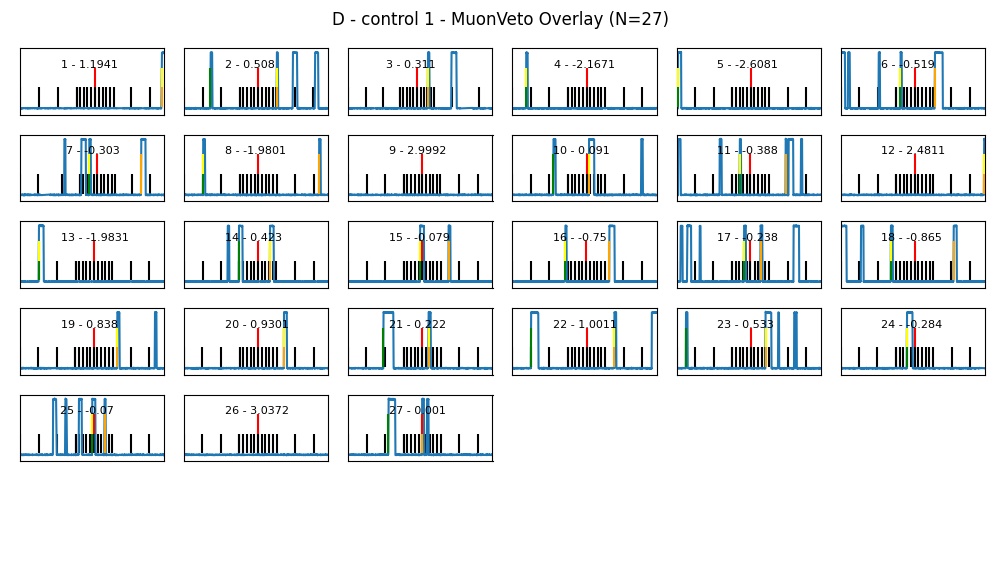 D - control 1 - MuonVeto Overlay (N=27)
1 - 1.1941
2 - 0.508
3 - 0.311
4 - -2.1671
5 - -2.6081
6 - -0.519
7 - -0.303
8 - -1.9801
9 - 2.9992
10 - 0.091
11 - -0.388
12 - 2.4811
13 - -1.9831
14 - 0.423
15 - -0.079
16 - -0.75
17 - -0.238
18 - -0.865
19 - 0.838
20 - 0.9301
21 - 0.222
22 - 1.0011
23 - 0.533
24 - -0.284
25 - -0.07
26 - 3.0372
27 - 0.001